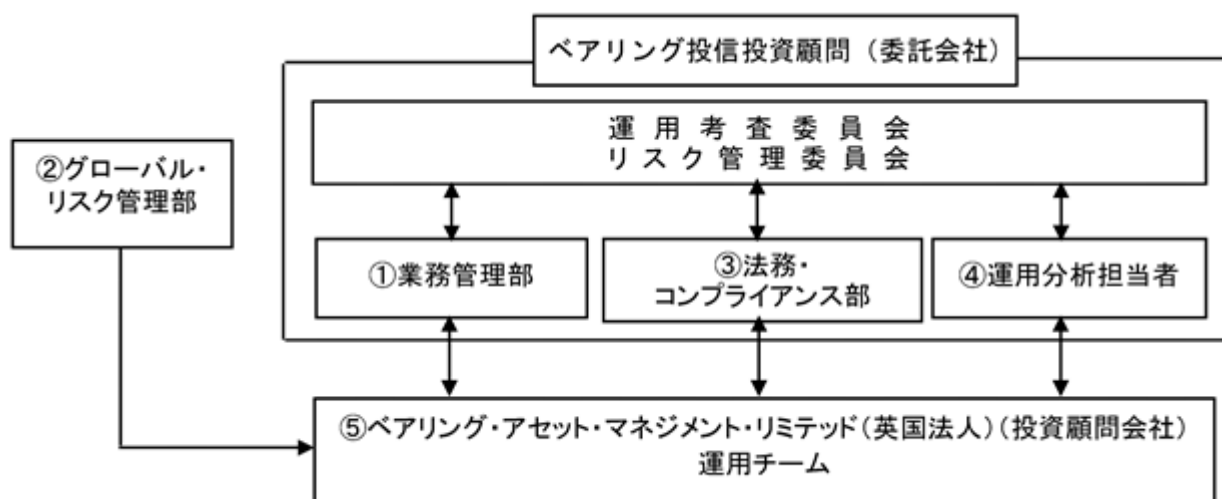 ベアリング投信投資顧問（委託会社）
運用考査委員会
リスク管理委員会
②グローバル・
リスク管理部
①業務管理部
③法務・
コンプライアンス部
④運用分析担当者
⑤ベアリング・アセット・マネジメント・リミテッド（英国法人）（投資顧問会社）
運用チーム